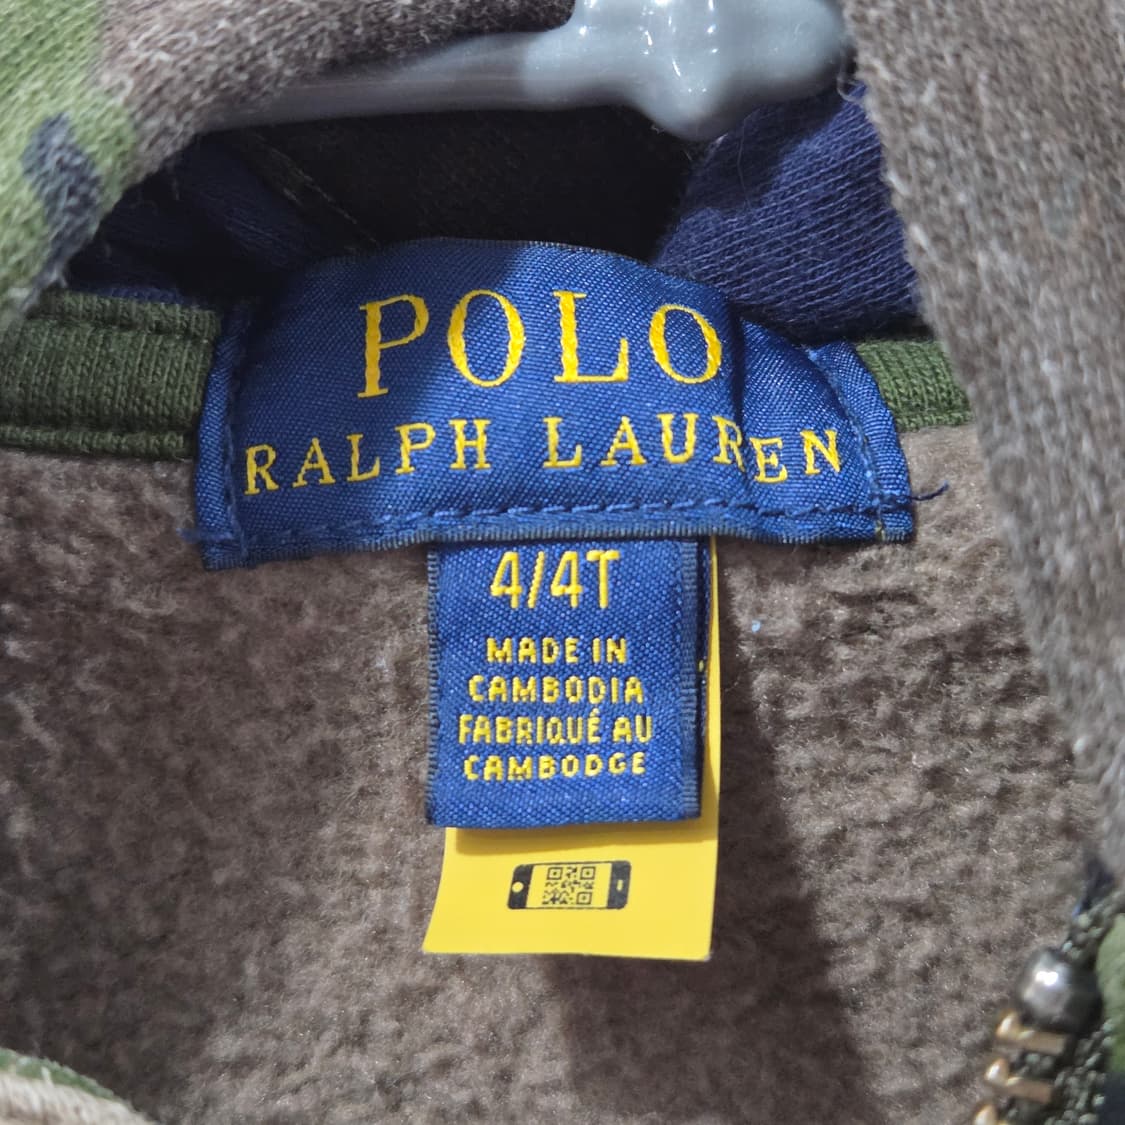 POLO
RALPH LAUREN
4/4T
MADE IN
CAMBODIA
FABRIQUÉ AU
CAMBODGE